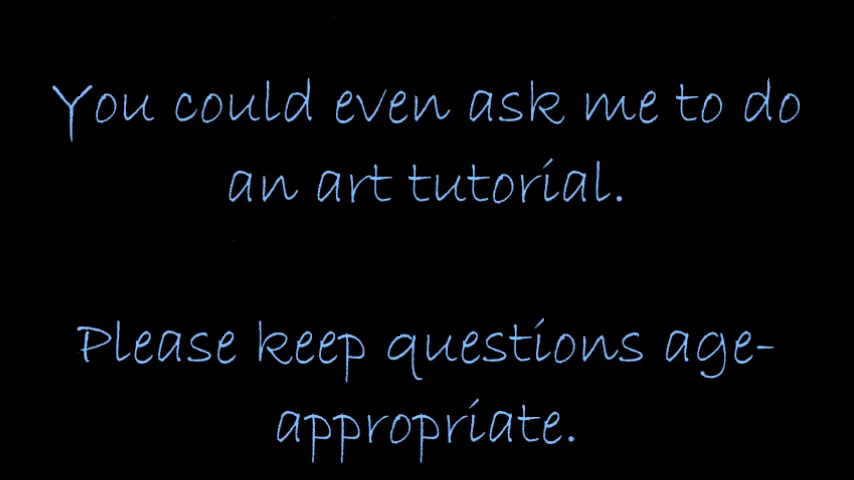 You could even ask me to do
an art tutorial.
Please keep questions age-
appropriate.